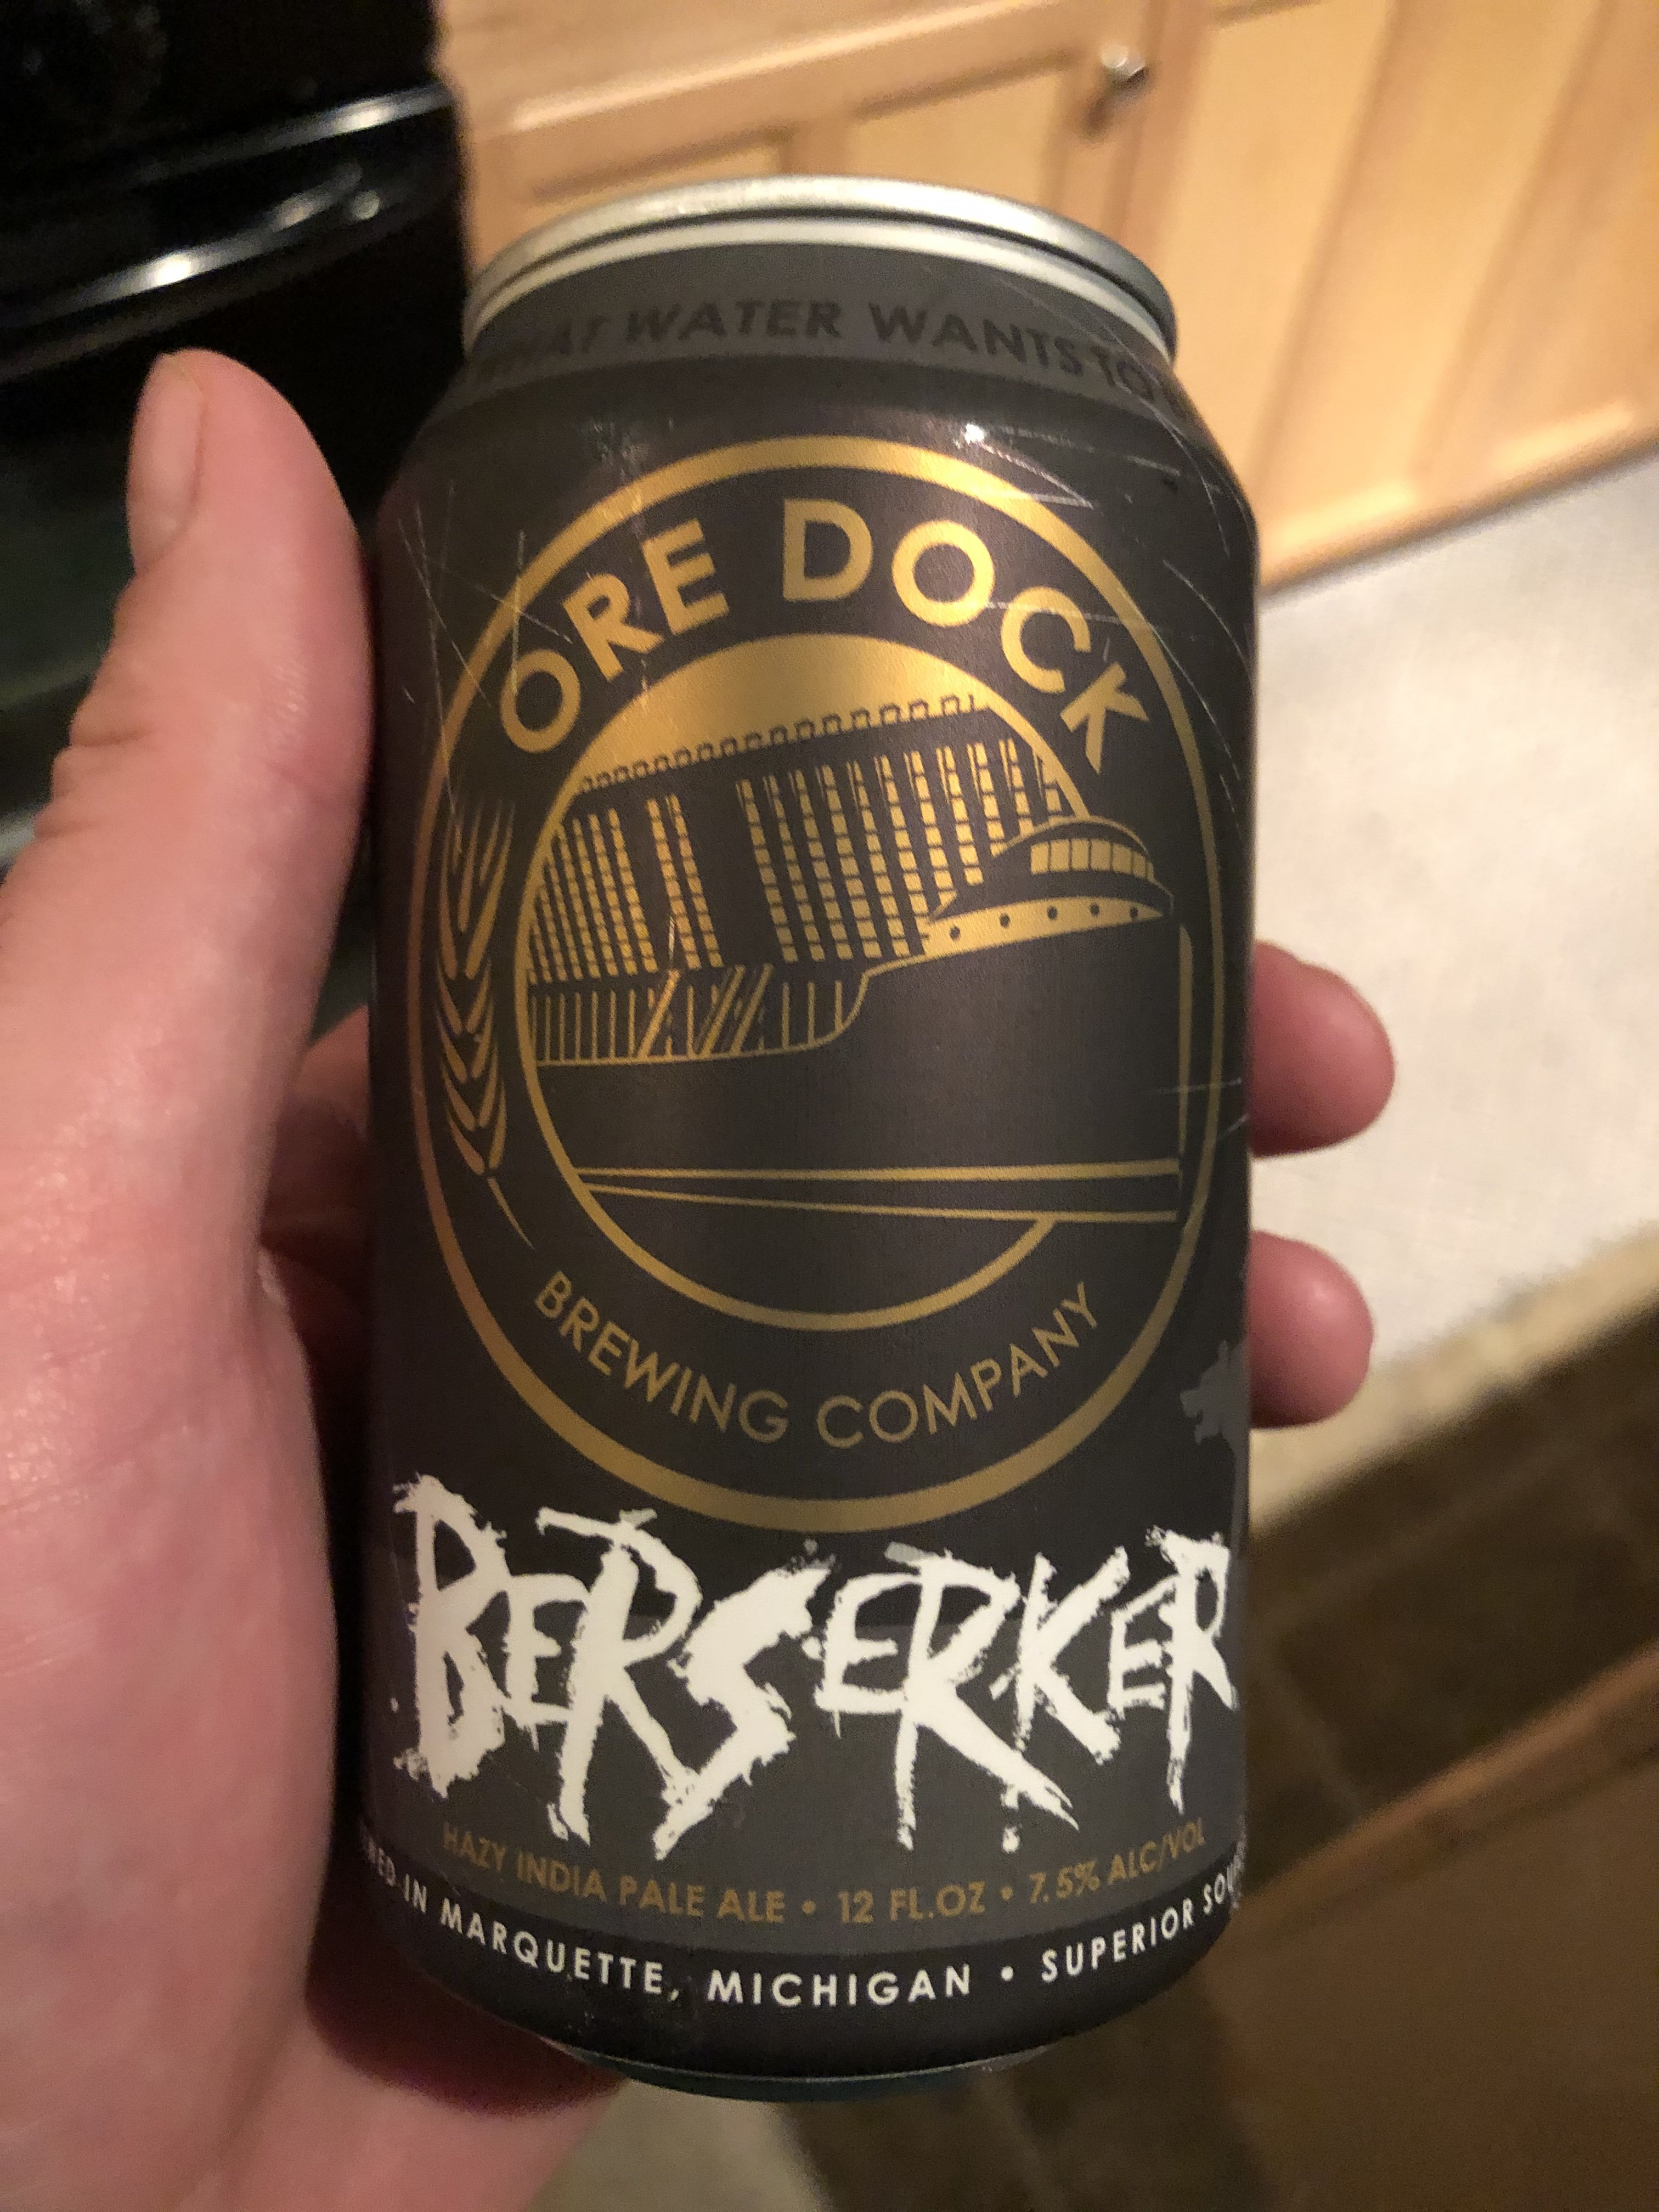 WHAT WATER WANTS TO
ORE DOCK
BREWING COMPANY
BERSERKER
HAZY INDIA PALE ALE • 12 FL.OZ • 7.5% ALC/VOL
IN MARQUETTE, MICHIGAN • SUPERIOR